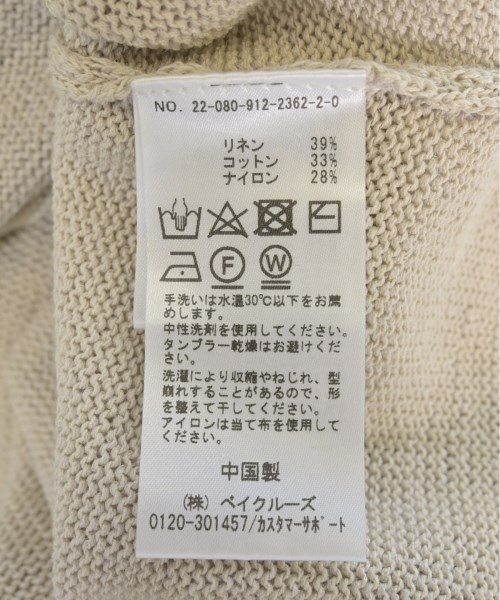 NO. 22-080-912-2362-2-0
リネン 39%
コットン 33%
ナイロン 28%
F
W
手洗いは水温30℃以下をお薦
めします。
中性洗剤を使用してください。
タンブラー乾燥はお避けくだ
さい。
洗濯により収縮やねじれ、型
崩れすることがあるので、形
を整えて干してください。
アイロンは当て布を使用して
ください。
中国製
(株) ベイクルーズ
0120-301457/カスタマーサポート